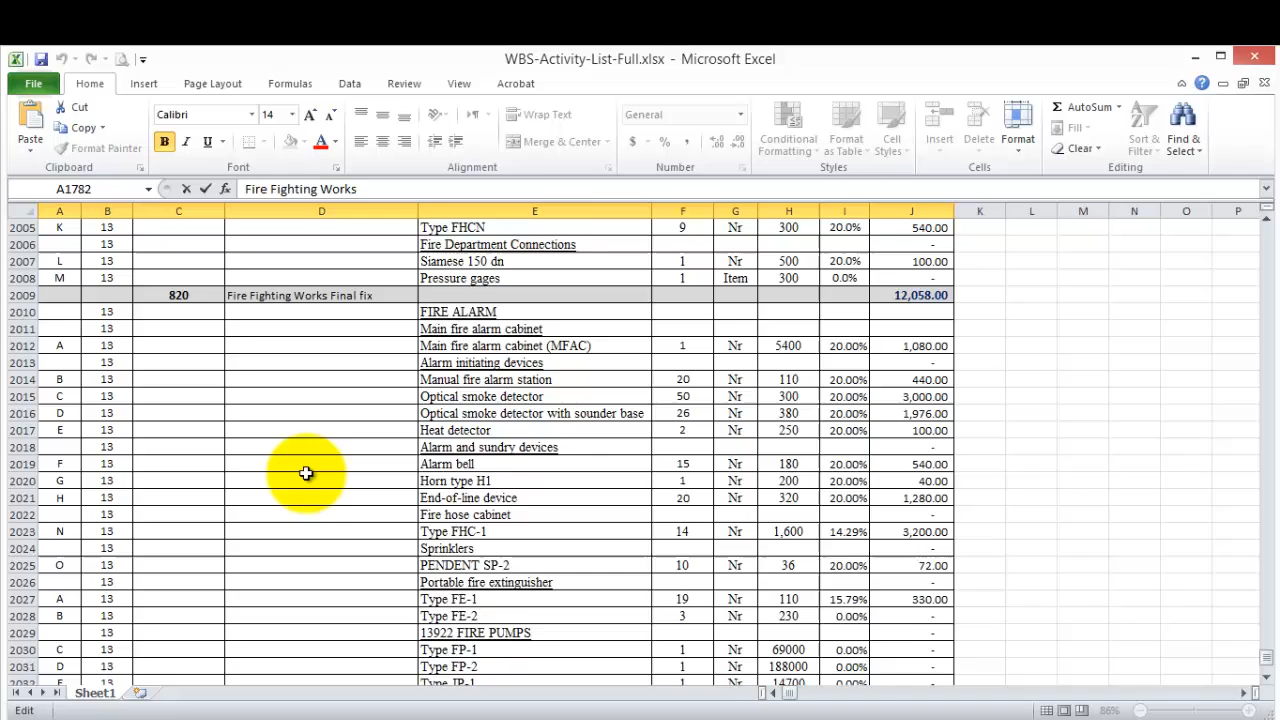 WBS-Activity-List-Full.xlsx - Microsoft Excel
File Home Insert Page Layout Formulas Data Review View Acrobat
Paste Cut Copy Format Painter Clipboard
Calibri 14 A A B I U A Font
Wrap Text Merge & Center Alignment
General $ % , Number
Conditional Formatting Format as Table Cell Styles Styles
Insert Delete Format Cells
Σ AutoSum Fill Clear Sort & Filter Find & Select Editing
A1782 fx Fire Fighting Works
A B C D E F G H I J K L M N O P
2005 K 13 Type FHCN 9 Nr 300 20.0% 540.00
2006 13 Fire Department Connections -
2007 L 13 Siamese 150 dn 1 Nr 500 20.0% 100.00
2008 M 13 Pressure gages 1 Item 300 0.0% -
2009 820 Fire Fighting Works Final fix 12,058.00
2010 13 FIRE ALARM -
2011 13 Main fire alarm cabinet -
2012 A 13 Main fire alarm cabinet (MFAC) 1 Nr 5400 20.00% 1,080.00
2013 13 Alarm initiating devices -
2014 B 13 Manual fire alarm station 20 Nr 110 20.00% 440.00
2015 C 13 Optical smoke detector 50 Nr 300 20.00% 3,000.00
2016 D 13 Optical smoke detector with sounder base 26 Nr 380 20.00% 1,976.00
2017 E 13 Heat detector 2 Nr 250 20.00% 100.00
2018 13 Alarm and sundry devices -
2019 F 13 Alarm bell 15 Nr 180 20.00% 540.00
2020 G 13 Horn type H1 1 Nr 200 20.00% 40.00
2021 H 13 End-of-line device 20 Nr 320 20.00% 1,280.00
2022 13 Fire hose cabinet -
2023 N 13 Type FHC-1 14 Nr 1,600 14.29% 3,200.00
2024 13 Sprinklers -
2025 O 13 PENDENT SP-2 10 Nr 36 20.00% 72.00
2026 13 Portable fire extinguisher -
2027 A 13 Type FE-1 19 Nr 110 15.79% 330.00
2028 B 13 Type FE-2 3 Nr 230 0.00% -
2029 13 13922 FIRE PUMPS -
2030 C 13 Type FP-1 1 Nr 69000 0.00% -
2031 D 13 Type FP-2 1 Nr 188000 0.00% -
2032 E 13 Type JP-1 1 Nr 14700 0.00% -
Sheet1
Edit 86%